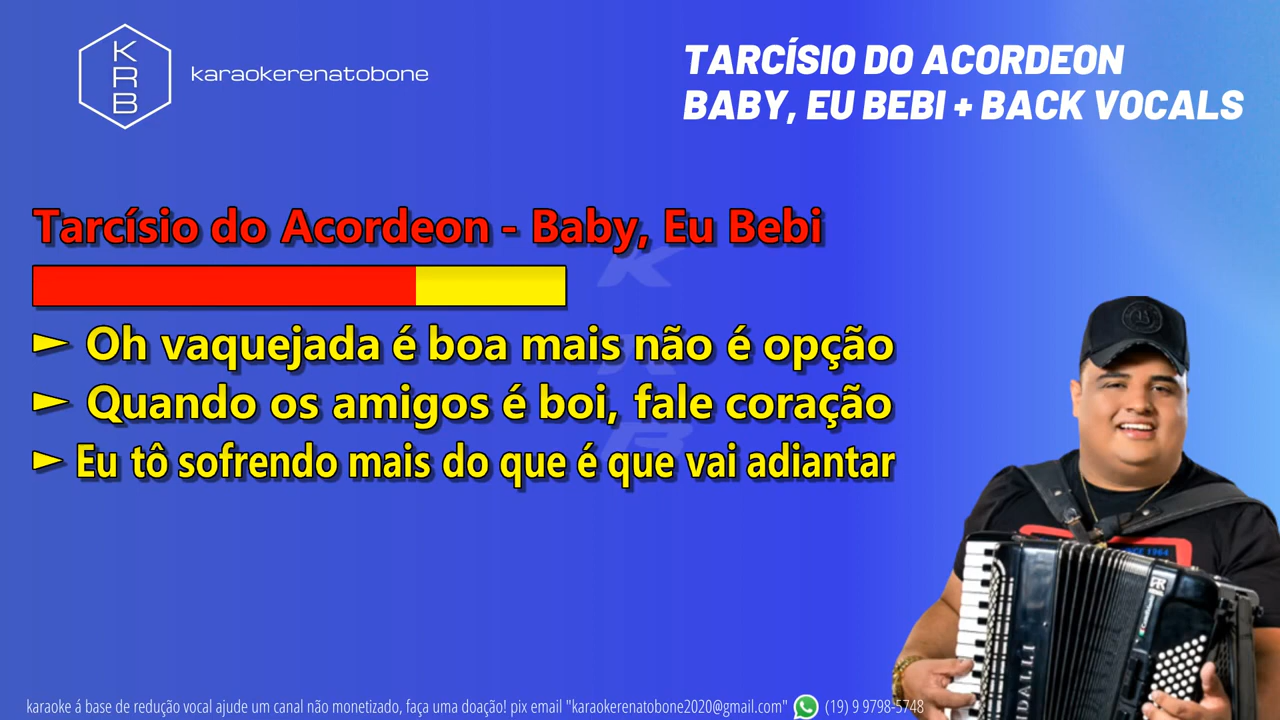 K
R
B
karaokerenatobone
TARCÍSIO DO ACORDEON
BABY, EU BEBI + BACK VOCALS
Tarcísio do Acordeon - Baby, Eu Bebi
► Oh vaquejada é boa mais não é opção
► Quando os amigos é boi, fale coração
► Eu tô sofrendo mais do que é que vai adiantar
K
R
B
SINCE 1964
karaoke á base de redução vocal ajude um canal não monetizado, faça uma doação! pix email "karaokerenatobone2020@gmail.com" (19) 9 9798-5748